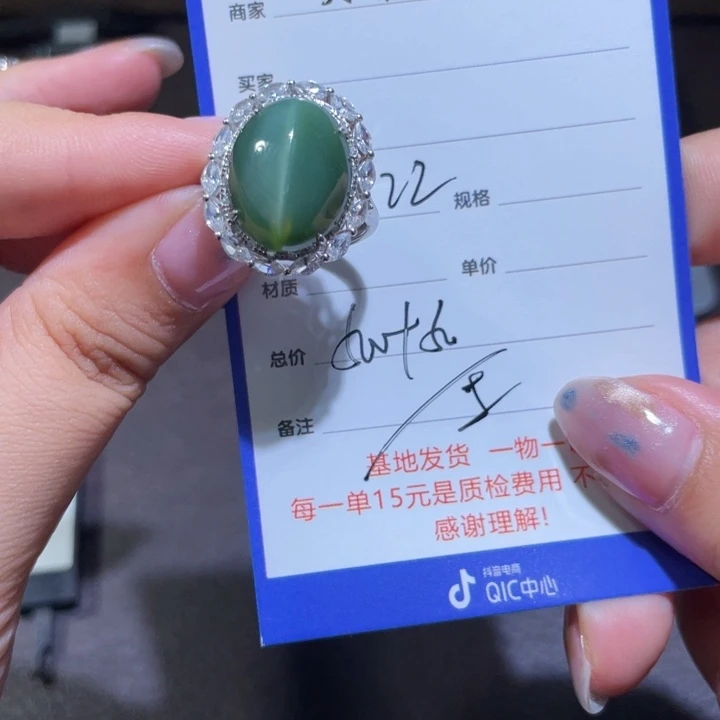 商家
买家
22 规格
材质 单价
总价
备注
基地发货 一物一
每一单15元是质检费用 不
感谢理解!
抖音电商
QIC中心